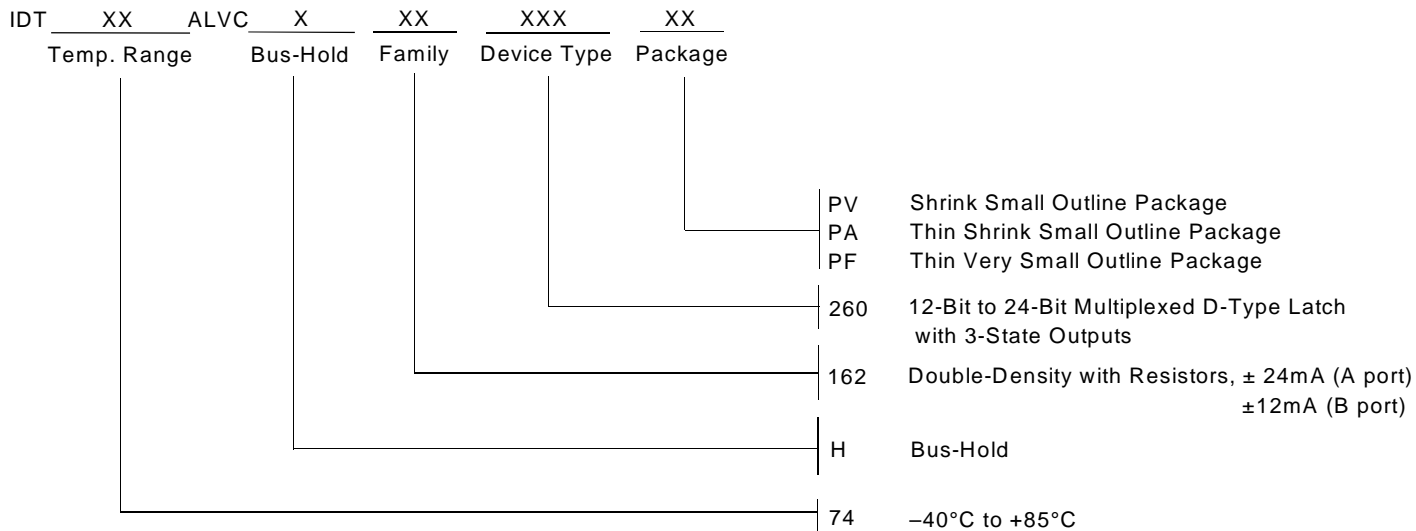 IDT XX ALVC X XX XXX XX
Temp. Range Bus-Hold Family Device Type Package
PV Shrink Small Outline Package
PA Thin Shrink Small Outline Package
PF Thin Very Small Outline Package
260 12-Bit to 24-Bit Multiplexed D-Type Latch
with 3-State Outputs
162 Double-Density with Resistors, ± 24mA (A port)
±12mA (B port)
H Bus-Hold
74 –40°C to +85°C